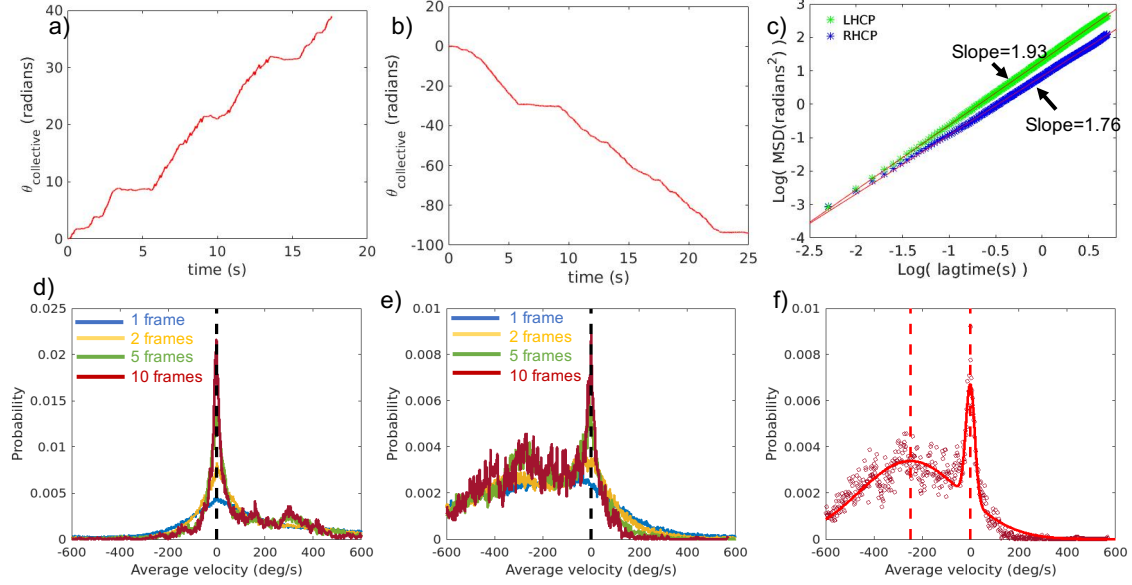 a)
θcollective (radians)
40
30
20
10
0
0 5 10 15 20
time (s)
b)
θcollective (radians)
20
0
-20
-40
-60
-80
-100
0 5 10 15 20 25
time (s)
c)
Log( MSD(radians²) )
3
2
1
0
-1
-2
-3
-4
LHCP
RHCP
Slope=1.93
Slope=1.76
-2.5 -2 -1.5 -1 -0.5 0 0.5
Log( lagtime(s) )
d)
Probability
0.025
0.02
0.015
0.01
0.005
0
1 frame
2 frames
5 frames
10 frames
-600 -400 -200 0 200 400 600
Average velocity (deg/s)
e)
Probability
0.01
0.008
0.006
0.004
0.002
0
1 frame
2 frames
5 frames
10 frames
-600 -400 -200 0 200 400 600
Average velocity (deg/s)
f)
Probability
0.01
0.008
0.006
0.004
0.002
0
-600 -400 -200 0 200 400 600
Average velocity (deg/s)